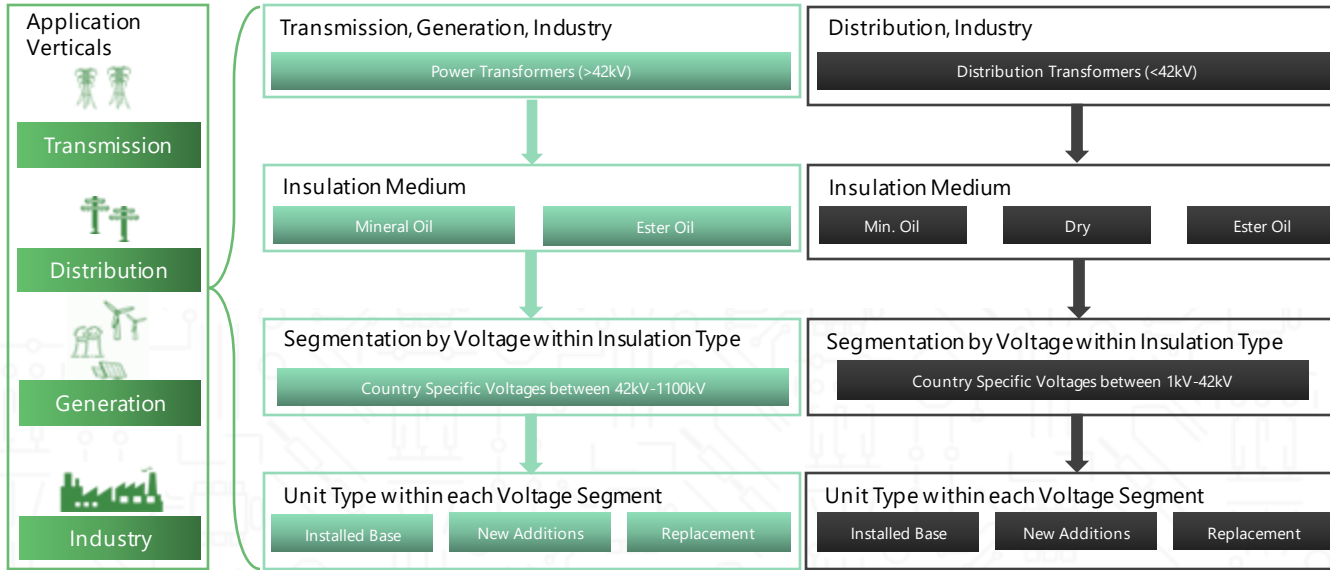 Application
Verticals
Transmission
Distribution
Generation
Industry
Transmission, Generation, Industry
Power Transformers (>42kV)
Insulation Medium
Mineral Oil
Ester Oil
Segmentation by Voltage within Insulation Type
Country Specific Voltages between 42kV-1100kV
Unit Type within each Voltage Segment
Installed Base
New Additions
Replacement
Distribution, Industry
Distribution Transformers (<42kV)
Insulation Medium
Min. Oil
Dry
Ester Oil
Segmentation by Voltage within Insulation Type
Country Specific Voltages between 1kV-42kV
Unit Type within each Voltage Segment
Installed Base
New Additions
Replacement